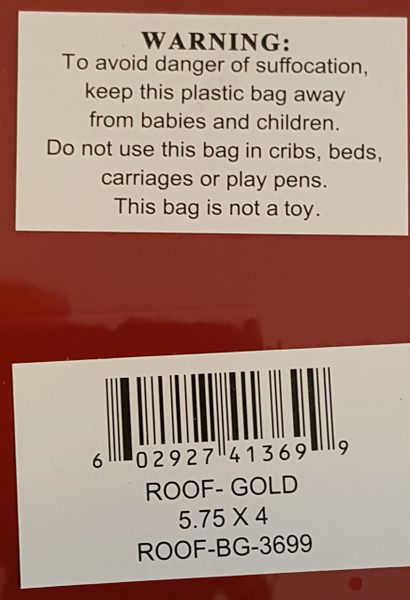 WARNING:
To avoid danger of suffocation,
keep this plastic bag away
from babies and children.
Do not use this bag in cribs, beds,
carriages or play pens.
This bag is not a toy.
6 02927 41369 9
ROOF- GOLD
5.75 X 4
ROOF-BG-3699